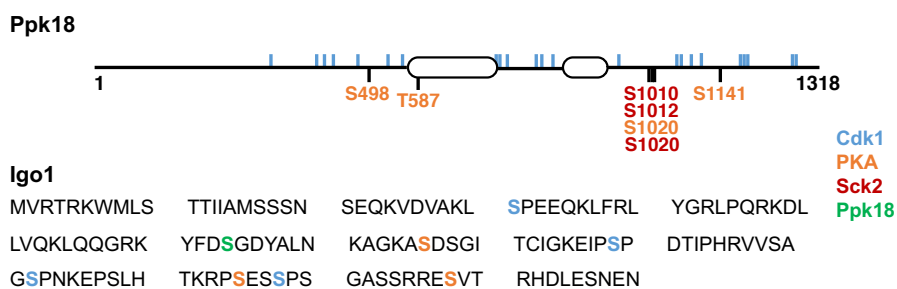 Ppk18
1
1318
S498
T587
S1010
S1012
S1020
S1020
S1141
Cdk1
PKA
Sck2
Ppk18
Igo1
MVRTRKWMLS TTIIAMSSSN SEQKVDVAKL SPEEQKLFRL YGRLPQRKDL
LVQKLQQGRK YFDSGDYALN KAGKASDSGI TCIGKEIPSP DTIPHRVVSA
GSPNKEPSLH TKRPSESSPS GASSRRESVT RHDLESNEN